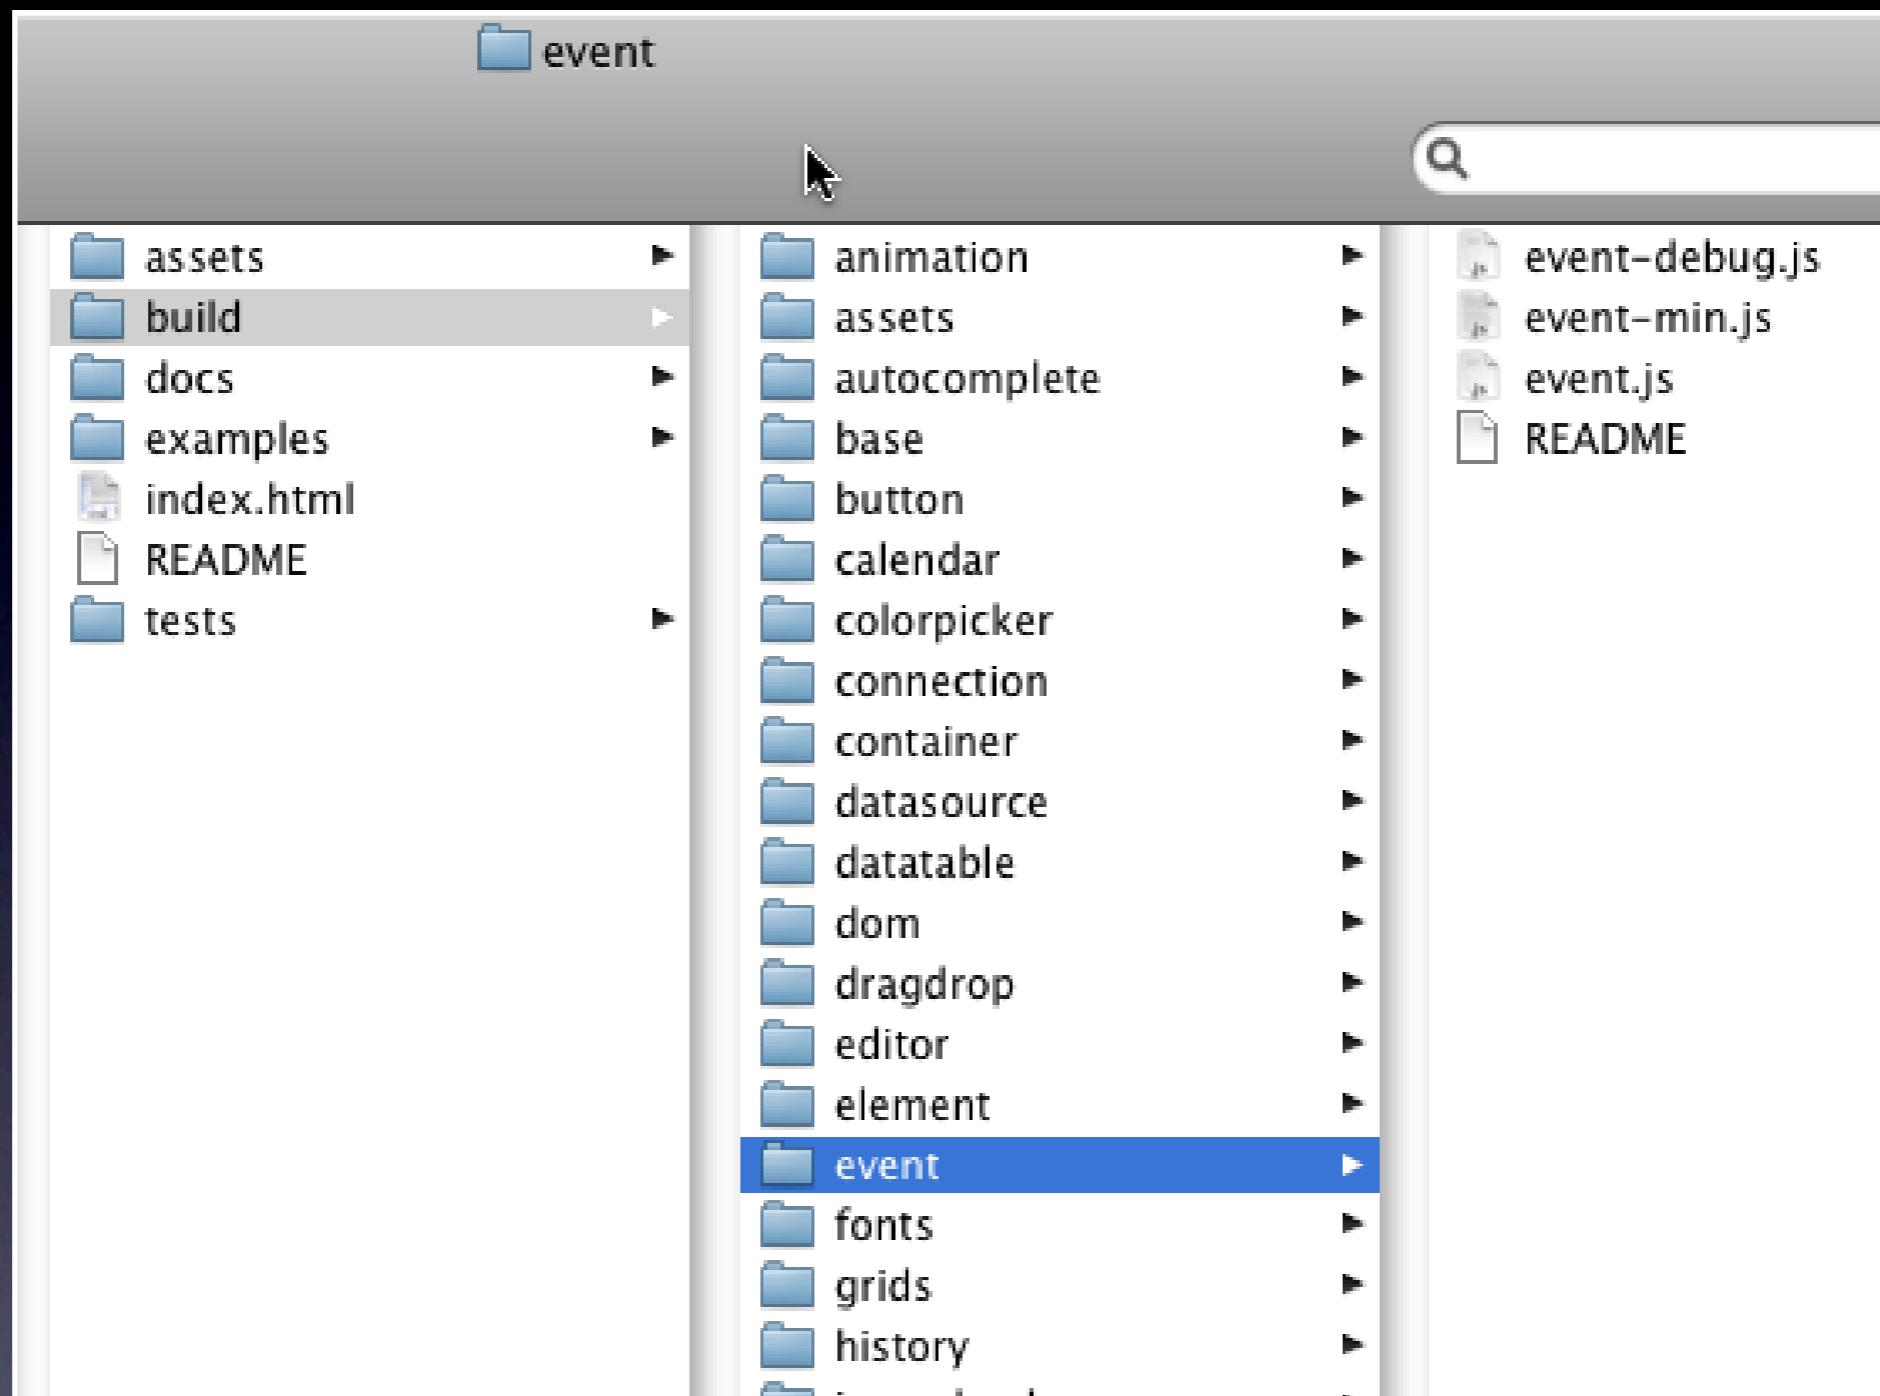 event
assets
build
docs
examples
index.html
README
tests
animation
assets
autocomplete
base
button
calendar
colorpicker
connection
container
datasource
datatable
dom
dragdrop
editor
element
event
fonts
grids
history
event-debug.js
event-min.js
event.js
README